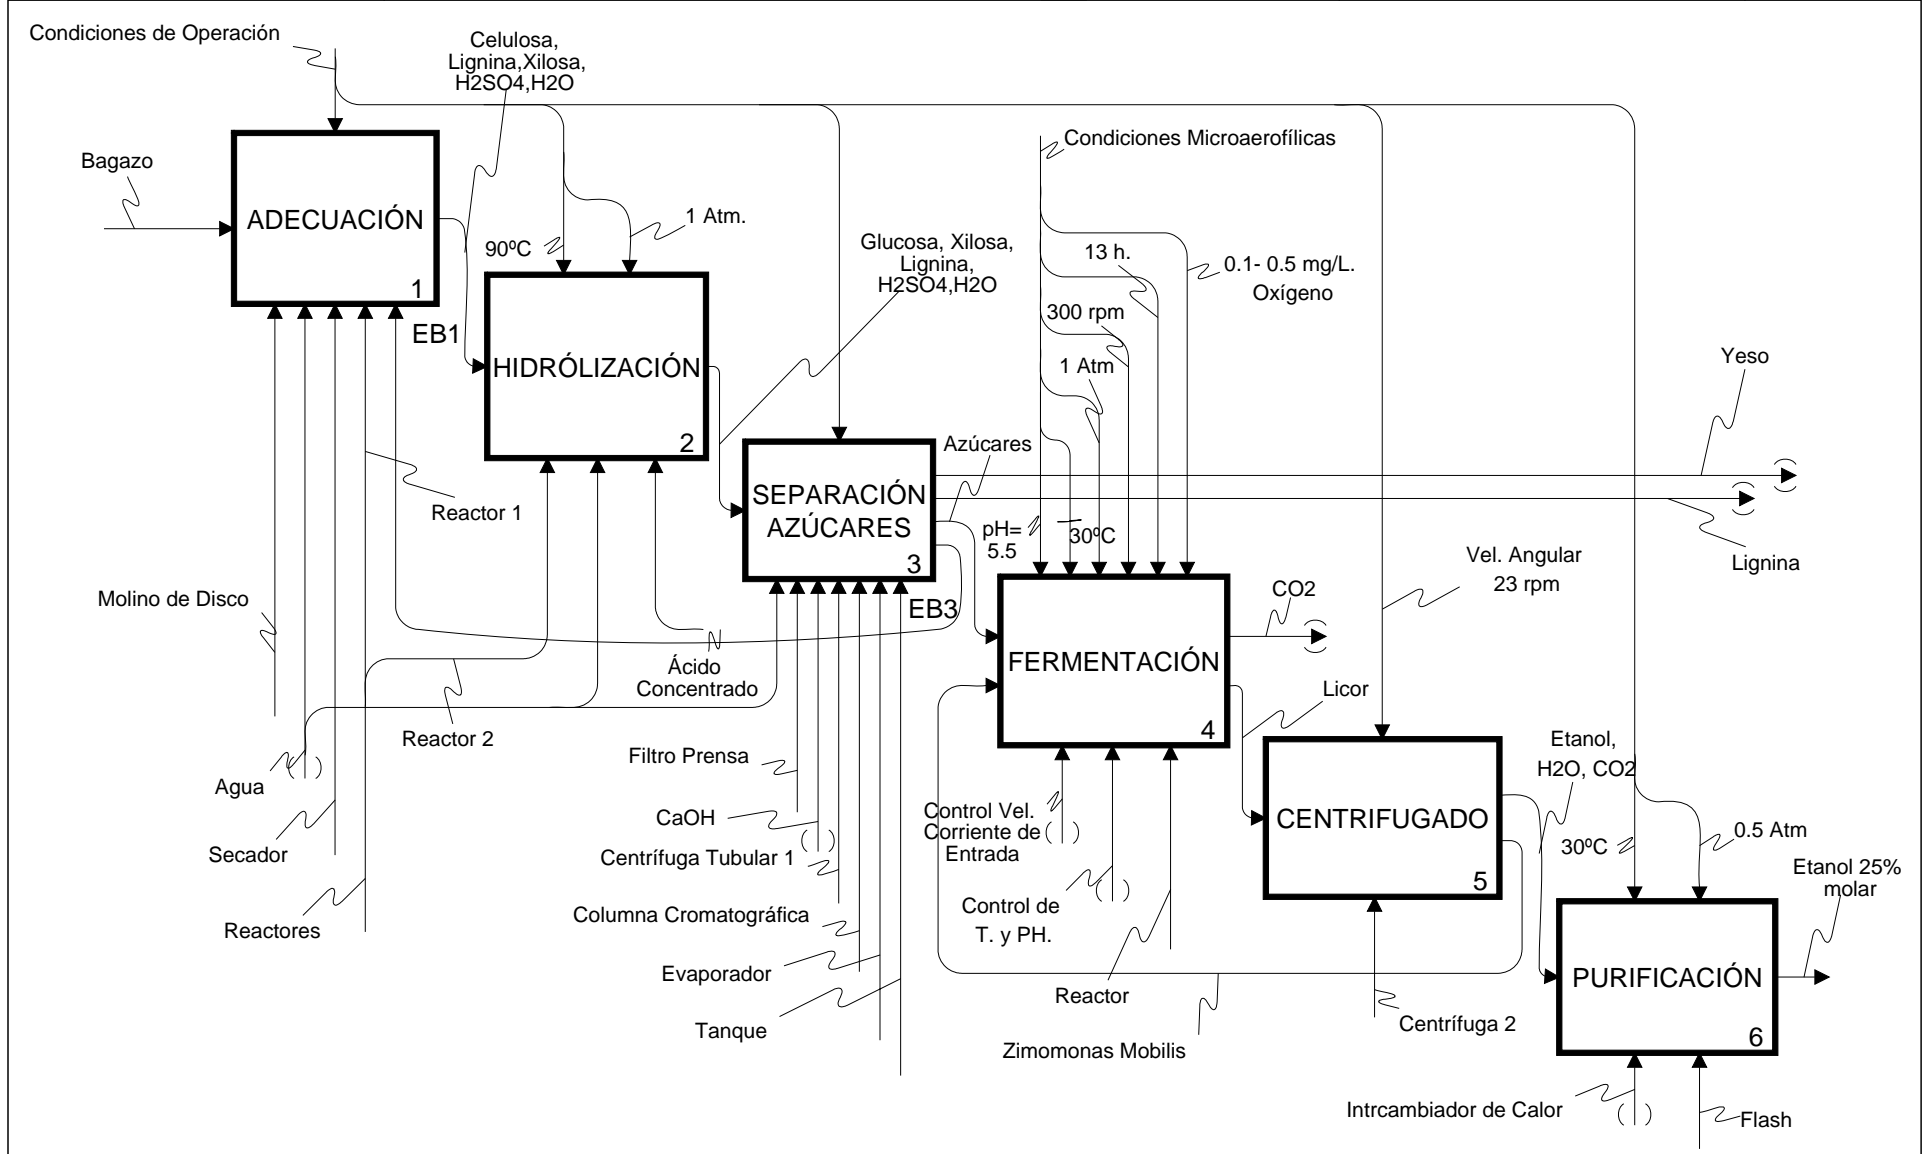 Condiciones de Operación
Celulosa,
Lignina,Xilosa,
H2SO4,H2O
Bagazo
ADECUACIÓN
1
EB1
90ºC
1 Atm.
HIDRÓLIZACIÓN
2
Glucosa, Xilosa,
Lignina,
H2SO4,H2O
Condiciones Microaerofílicas
13 h.
0.1- 0.5 mg/L.
Oxígeno
300 rpm
1 Atm
pH=
5.5
30ºC
Azúcares
SEPARACIÓN
AZÚCARES
3
EB3
Yeso
Lignina
Vel. Angular
23 rpm
CO2
FERMENTACIÓN
4
Licor
Reactor 1
Molino de Disco
Ácido
Concentrado
Reactor 2
Agua
Secador
Reactores
Filtro Prensa
CaOH
Centrífuga Tubular 1
Columna Cromatográfica
Evaporador
Tanque
Control Vel.
Corriente de
Entrada
Control de
T. y PH.
Reactor
Zimomonas Mobilis
CENTRIFUGADO
5
Centrífuga 2
Etanol,
H2O, CO2
30ºC
0.5 Atm
Etanol 25%
molar
PURIFICACIÓN
6
Intrcambiador de Calor
Flash